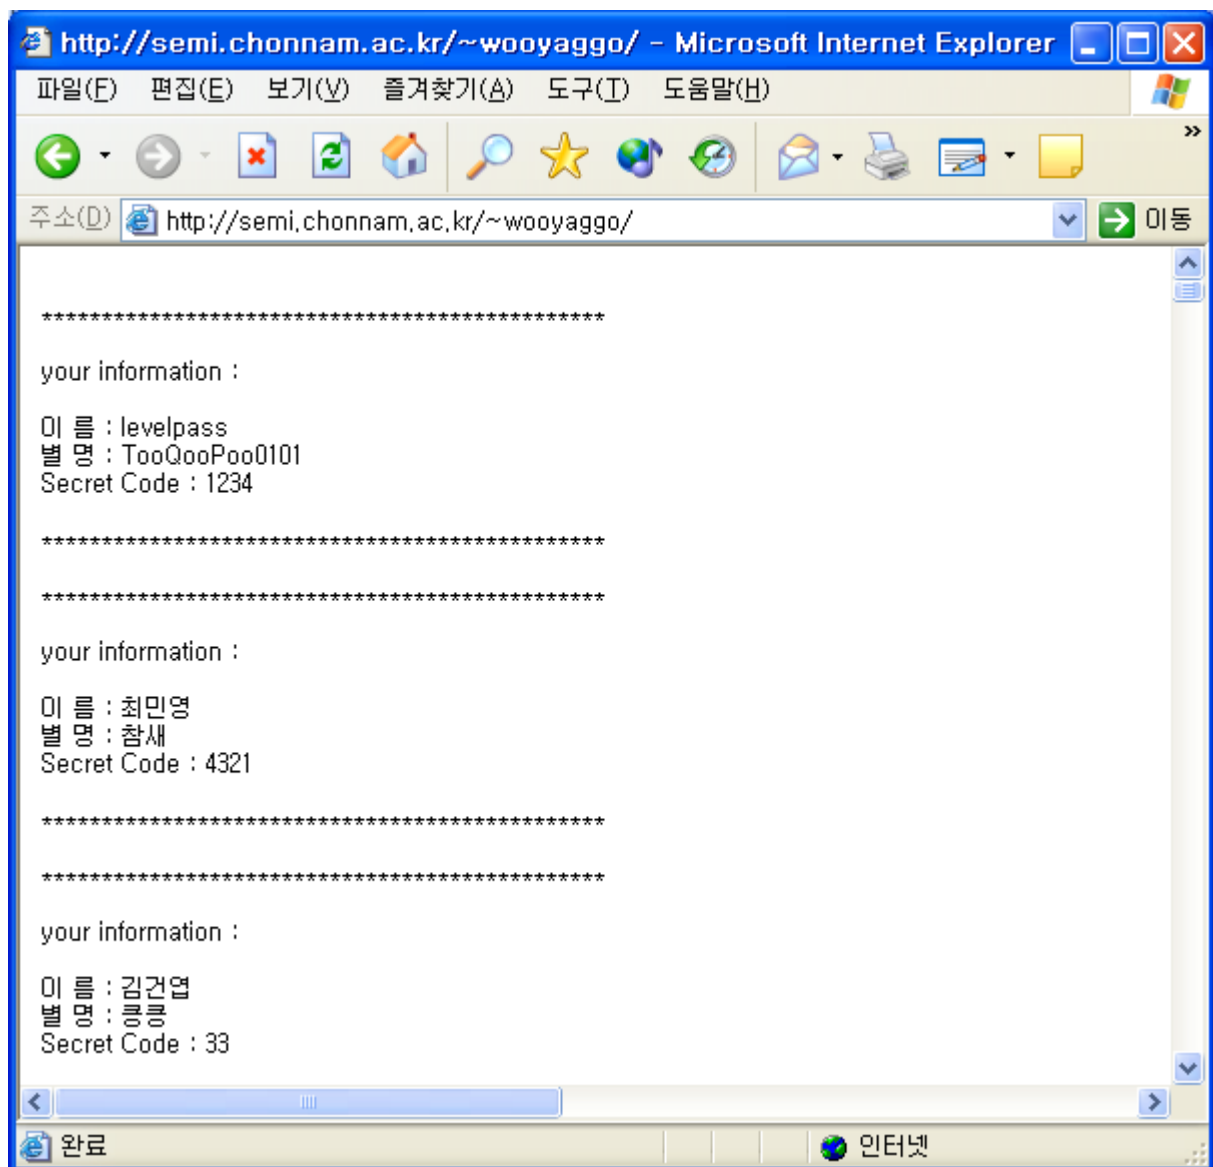 http://semi.chonnam.ac.kr/~wooyaggo/ - Microsoft Internet Explorer
파일(F) 편집(E) 보기(V) 즐겨찾기(A) 도구(T) 도움말(H)
주소(D) http://semi.chonnam.ac.kr/~wooyaggo/ 이동
***********************************************
your information :
이 름 : levelpass
별 명 : TooQooPoo0101
Secret Code : 1234
***********************************************
***********************************************
your information :
이 름 : 최민영
별 명 : 참새
Secret Code : 4321
***********************************************
***********************************************
your information :
이 름 : 김건엽
별 명 : 킁킁
Secret Code : 33
완료 인터넷